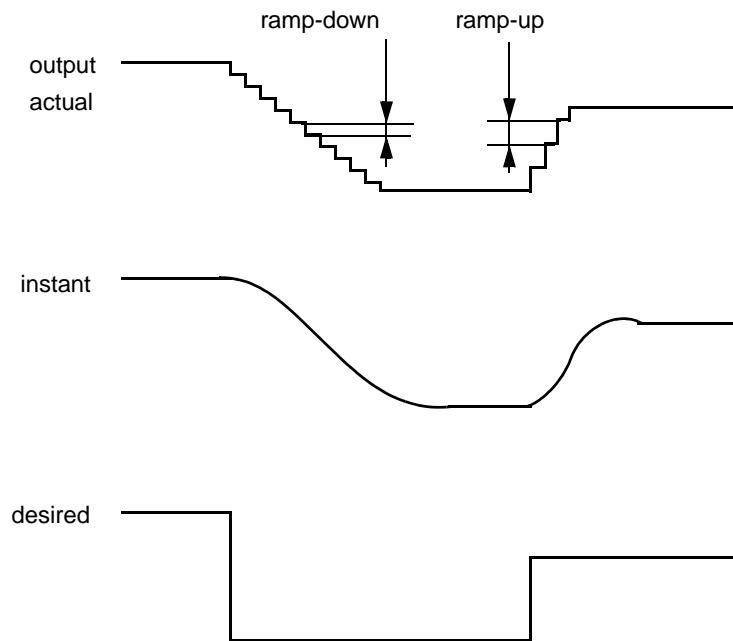 ramp-down ramp-up
output
actual
instant
desired